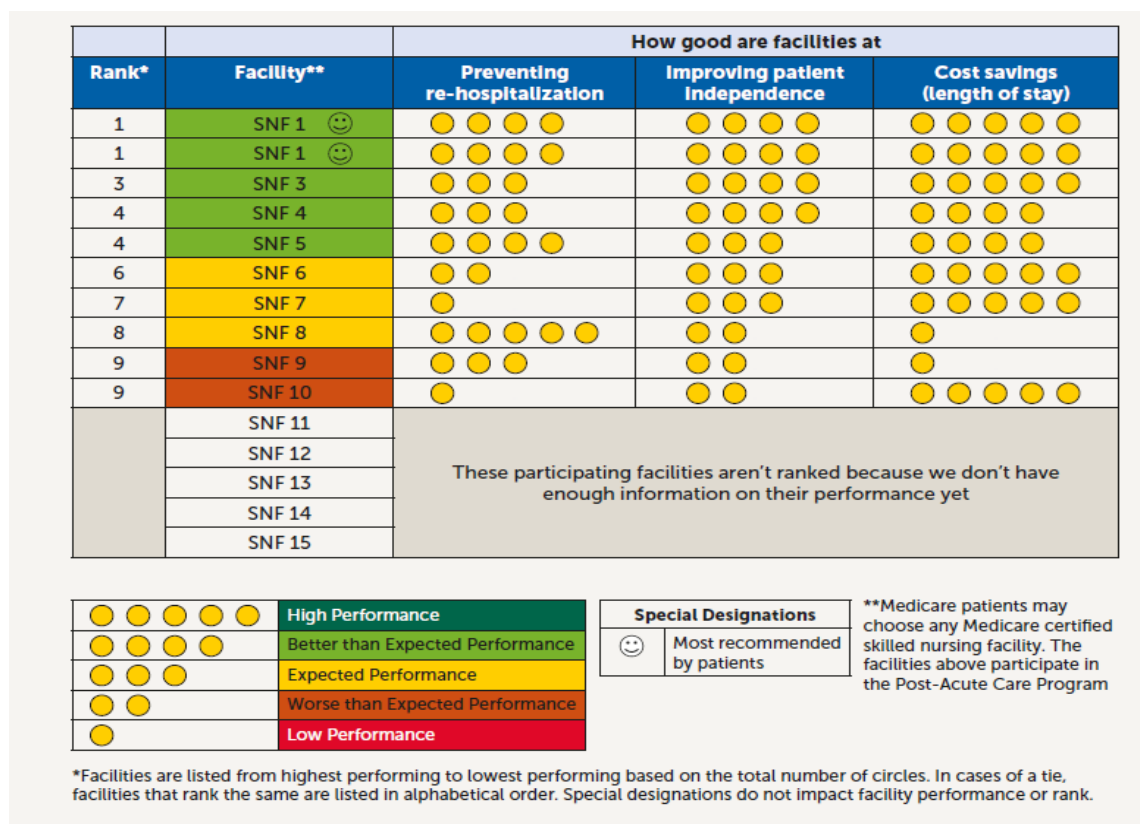 How good are facilities at
Rank* Facility** Preventing re-hospitalization Improving patient independence Cost savings (length of stay)
1 SNF 1
1 SNF 1
3 SNF 3
4 SNF 4
4 SNF 5
6 SNF 6
7 SNF 7
8 SNF 8
9 SNF 9
9 SNF 10
SNF 11
SNF 12
SNF 13
SNF 14
SNF 15
These participating facilities aren't ranked because we don't have
enough information on their performance yet
High Performance
Better than Expected Performance
Expected Performance
Worse than Expected Performance
Low Performance
Special Designations
Most recommended
by patients
**Medicare patients may
choose any Medicare certified
skilled nursing facility. The
facilities above participate in
the Post-Acute Care Program
*Facilities are listed from highest performing to lowest performing based on the total number of circles. In cases of a tie,
facilities that rank the same are listed in alphabetical order. Special designations do not impact facility performance or rank.